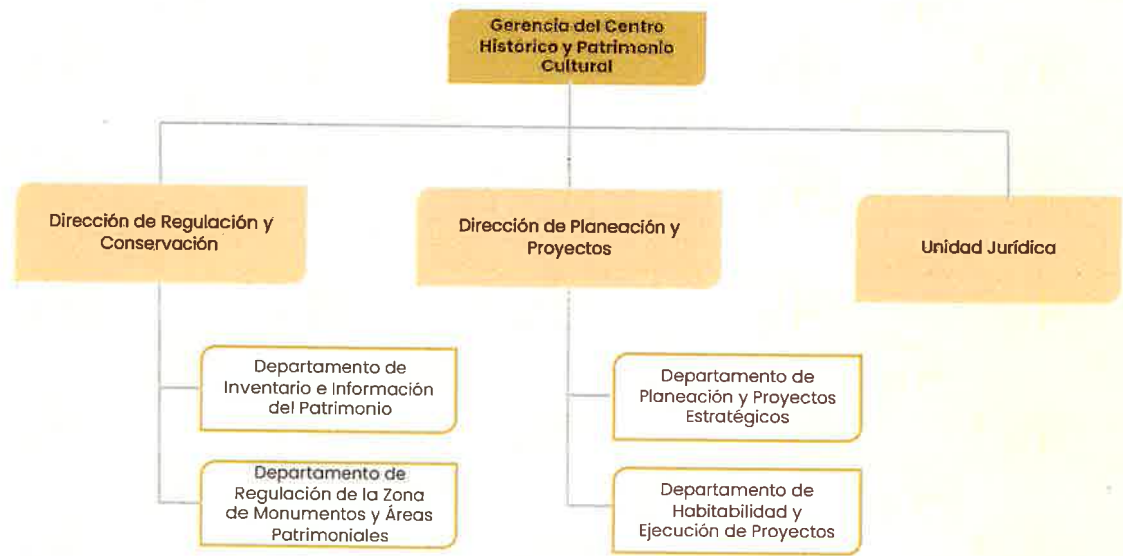 Gerencia del Centro
Histórico y Patrimonio
Cultural
Dirección de Regulación y
Conservación
Dirección de Planeación y
Proyectos
Unidad Jurídica
Departamento de
Inventario e Información
del Patrimonio
Departamento de
Planeación y Proyectos
Estratégicos
Departamento de
Regulación de la Zona
de Monumentos y Áreas
Patrimoniales
Departamento de
Habitabilidad y
Ejecución de Proyectos